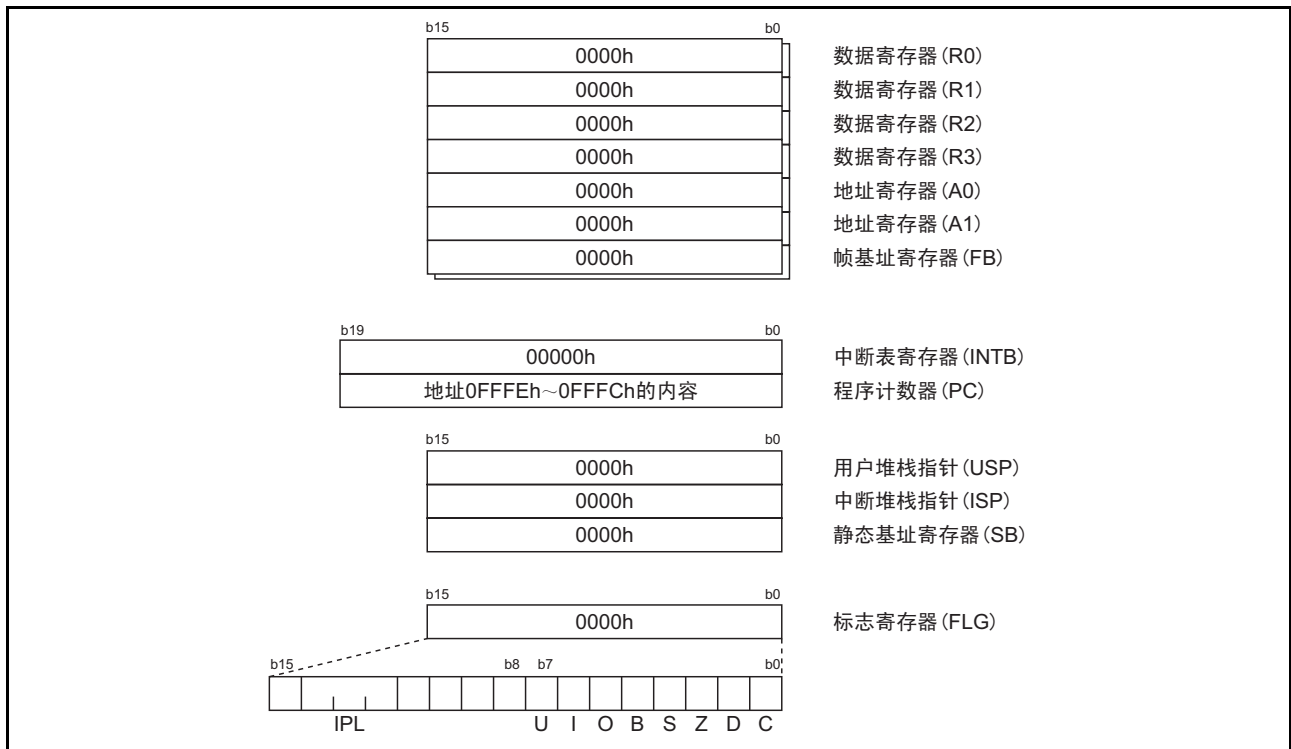 b15 b0
0000h 数据寄存器(R0)
0000h 数据寄存器(R1)
0000h 数据寄存器(R2)
0000h 数据寄存器(R3)
0000h 地址寄存器(A0)
0000h 地址寄存器(A1)
0000h 帧基址寄存器(FB)
b19 b0
00000h 中断表寄存器(INTB)
地址0FFFEh~0FFFCh的内容 程序计数器(PC)
b15 b0
0000h 用户堆栈指针(USP)
0000h 中断堆栈指针(ISP)
0000h 静态基址寄存器(SB)
b15 b0
0000h 标志寄存器(FLG)
b15 b8 b7 b0
IPL U I O B S Z D C